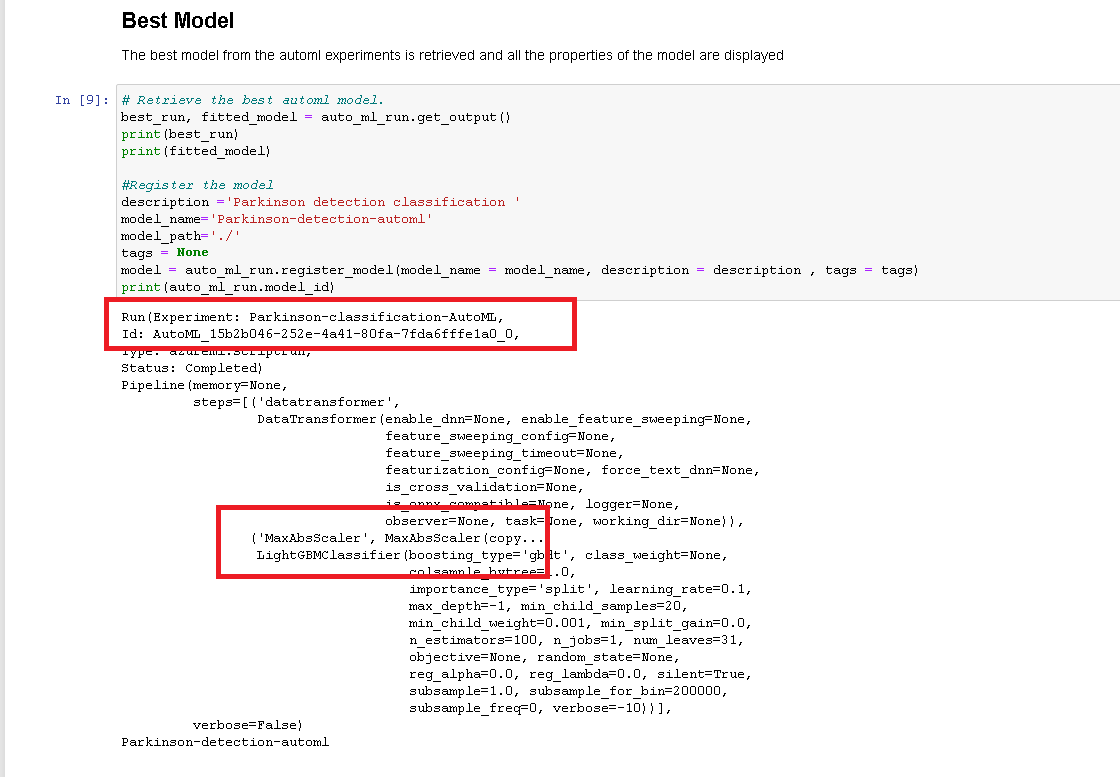 Best Model
The best model from the automl experiments is retrieved and all the properties of the model are displayed
In [9]: # Retrieve the best automl model.
best_run, fitted_model = auto_ml_run.get_output()
print(best_run)
print(fitted_model)
#Register the model
description ='Parkinson detection classification '
model_name='Parkinson-detection-automl'
model_path='./'
tags = None
model = auto_ml_run.register_model(model_name = model_name, description = description , tags = tags)
print(auto_ml_run.model_id)
Run(Experiment: Parkinson-classification-AutoML,
Id: AutoML_15b2b046-252e-4a41-80fa-7fda6fffe1a0_0,
Type: azureml.scriptrun,
Status: Completed)
Pipeline(memory=None,
steps=[('datatransformer',
DataTransformer(enable_dnn=None, enable_feature_sweeping=None,
feature_sweeping_config=None,
feature_sweeping_timeout=None,
featurization_config=None, force_text_dnn=None,
is_cross_validation=None,
is_onnx_compatible=None, logger=None,
observer=None, task=None, working_dir=None)),
('MaxAbsScaler', MaxAbsScaler(copy...
LightGBMClassifier(boosting_type='gbdt', class_weight=None,
colsample_bytree=1.0,
importance_type='split', learning_rate=0.1,
max_depth=-1, min_child_samples=20,
min_child_weight=0.001, min_split_gain=0.0,
n_estimators=100, n_jobs=1, num_leaves=31,
objective=None, random_state=None,
reg_alpha=0.0, reg_lambda=0.0, silent=True,
subsample=1.0, subsample_for_bin=200000,
subsample_freq=0, verbose=-10))],
verbose=False)
Parkinson-detection-automl